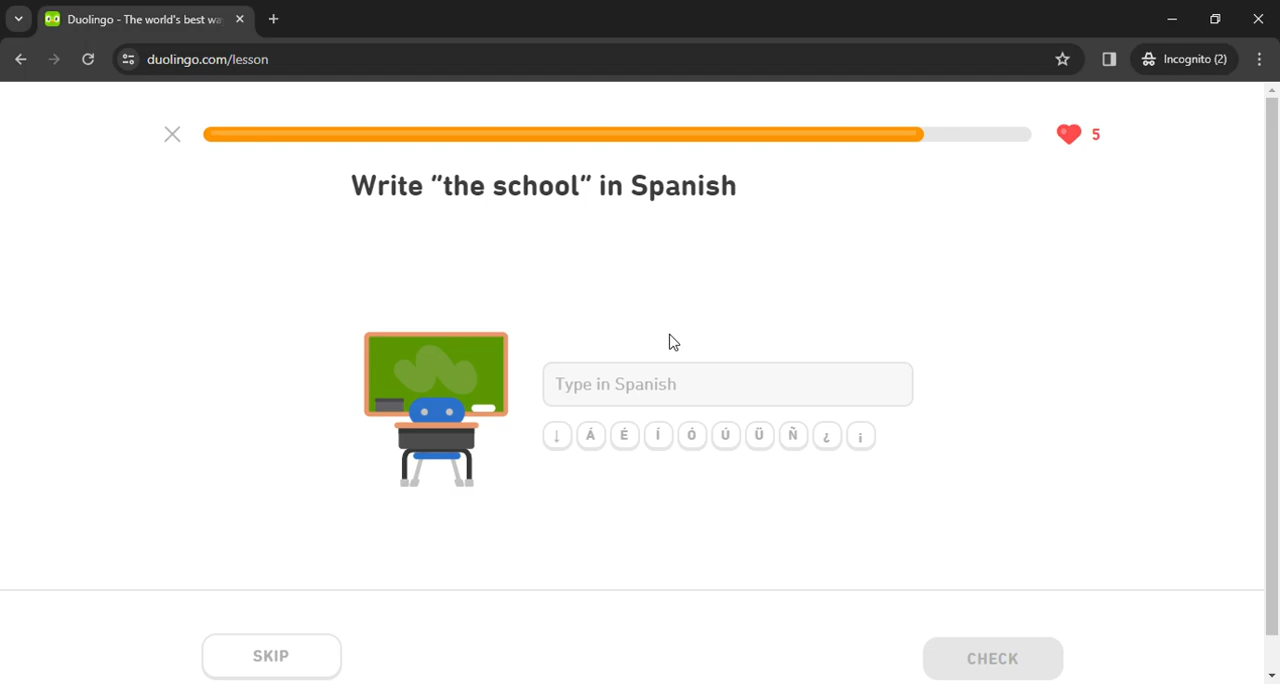 Duolingo - The world's best wa
duolingo.com/lesson
Incognito (2)
5
Write "the school" in Spanish
Type in Spanish
↓ Á É Í Ó Ú Ü Ñ ¿ ¡
SKIP
CHECK